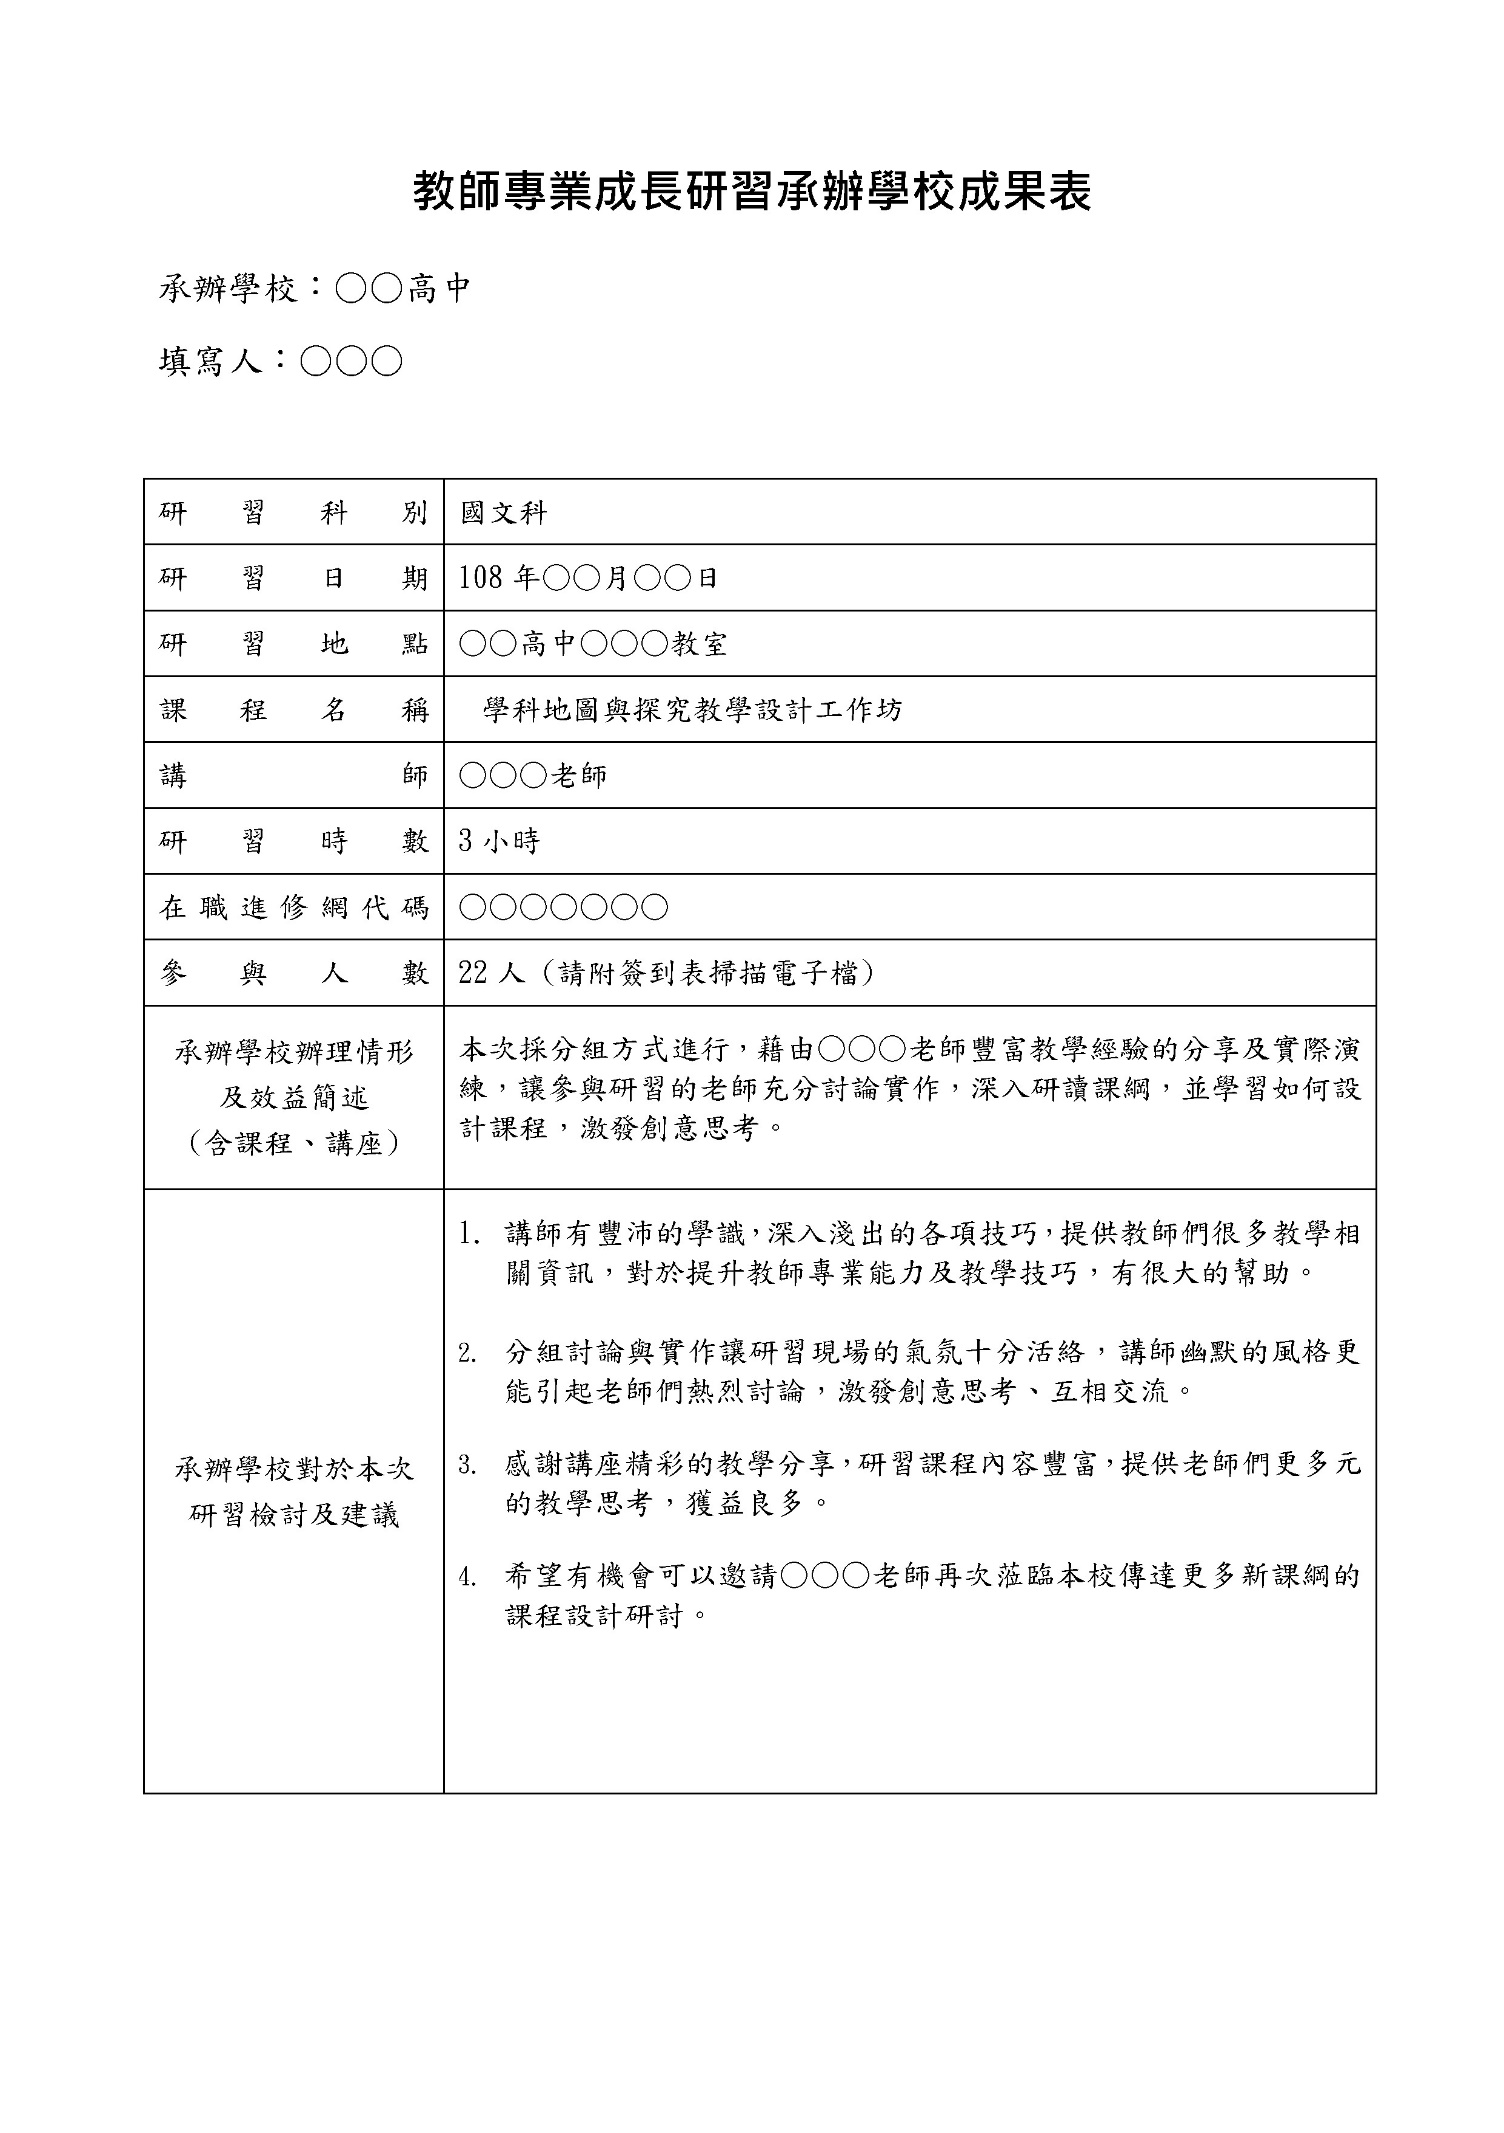 教師專業成長研習承辦學校成果表
承辦學校：○○高中
填寫人：○○○
研習科別 國文科
研習日期 108 年○○月○○日
研習地點 ○○高中○○○教室
課程名稱 學科地圖與探究教學設計工作坊
講師 ○○○老師
研習時數 3 小時
在職進修網代碼 ○○○○○○○
參與人數 22 人（請附簽到表掃描電子檔）
承辦學校辦理情形
及效益簡述
（含課程、講座）
本次採分組方式進行，藉由○○○老師豐富教學經驗的分享及實際演
練，讓參與研習的老師充分討論實作，深入研讀課綱，並學習如何設
計課程，激發創意思考。
承辦學校對於本次
研習檢討及建議
1. 講師有豐沛的學識，深入淺出的各項技巧，提供教師們很多教學相
關資訊，對於提升教師專業能力及教學技巧，有很大的幫助。
2. 分組討論與實作讓研習現場的氣氛十分活絡，講師幽默的風格更
能引起老師們熱烈討論，激發創意思考、互相交流。
3. 感謝講座精彩的教學分享，研習課程內容豐富，提供老師們更多元
的教學思考，獲益良多。
4. 希望有機會可以邀請○○○老師再次蒞臨本校傳達更多新課綱的
課程設計研討。